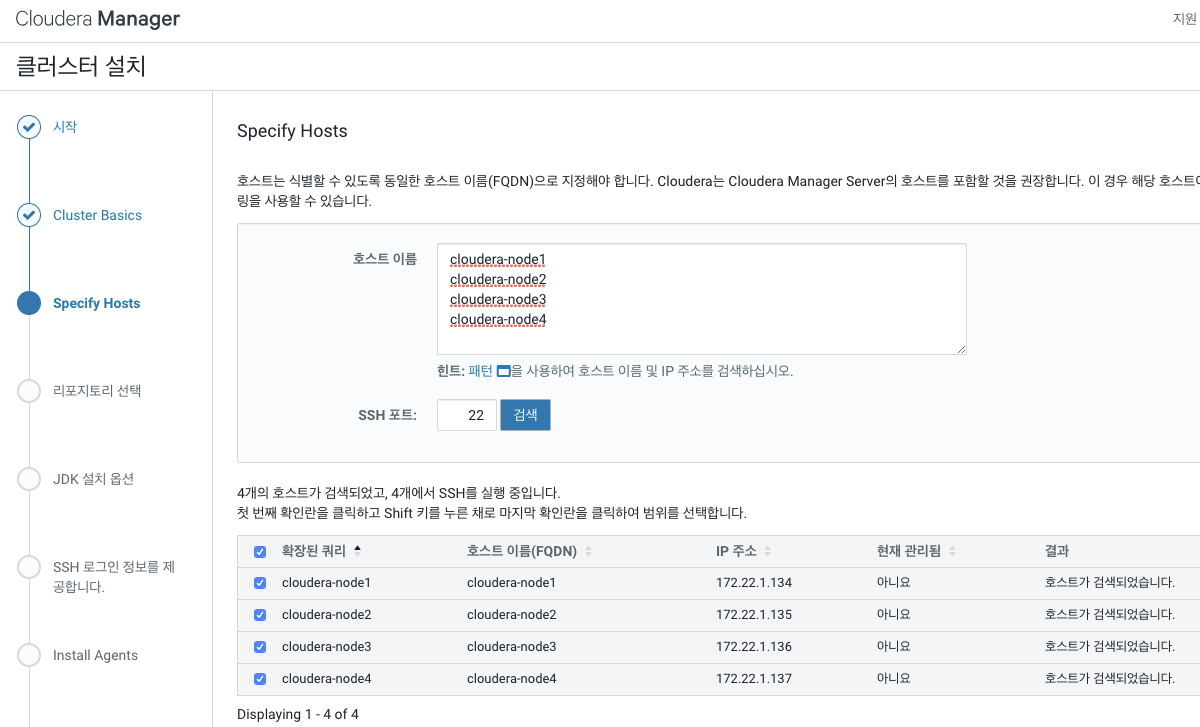 Cloudera Manager
지원
클러스터 설치
시작
Cluster Basics
Specify Hosts
리포지토리 선택
JDK 설치 옵션
SSH 로그인 정보를 제
공합니다.
Install Agents
Specify Hosts
호스트는 식별할 수 있도록 동일한 호스트 이름(FQDN)으로 지정해야 합니다. Cloudera는 Cloudera Manager Server의 호스트를 포함할 것을 권장합니다. 이 경우 해당 호스트에
링을 사용할 수 있습니다.
호스트 이름
cloudera-node1
cloudera-node2
cloudera-node3
cloudera-node4
힌트: 패턴 을 사용하여 호스트 이름 및 IP 주소를 검색하십시오.
SSH 포트: 22 검색
4개의 호스트가 검색되었고, 4개에서 SSH를 실행 중입니다.
첫 번째 확인란을 클릭하고 Shift 키를 누른 채로 마지막 확인란을 클릭하여 범위를 선택합니다.
확장된 쿼리 호스트 이름(FQDN) IP 주소 현재 관리됨 결과
cloudera-node1 cloudera-node1 172.22.1.134 아니요 호스트가 검색되었습니다.
cloudera-node2 cloudera-node2 172.22.1.135 아니요 호스트가 검색되었습니다.
cloudera-node3 cloudera-node3 172.22.1.136 아니요 호스트가 검색되었습니다.
cloudera-node4 cloudera-node4 172.22.1.137 아니요 호스트가 검색되었습니다.
Displaying 1 - 4 of 4